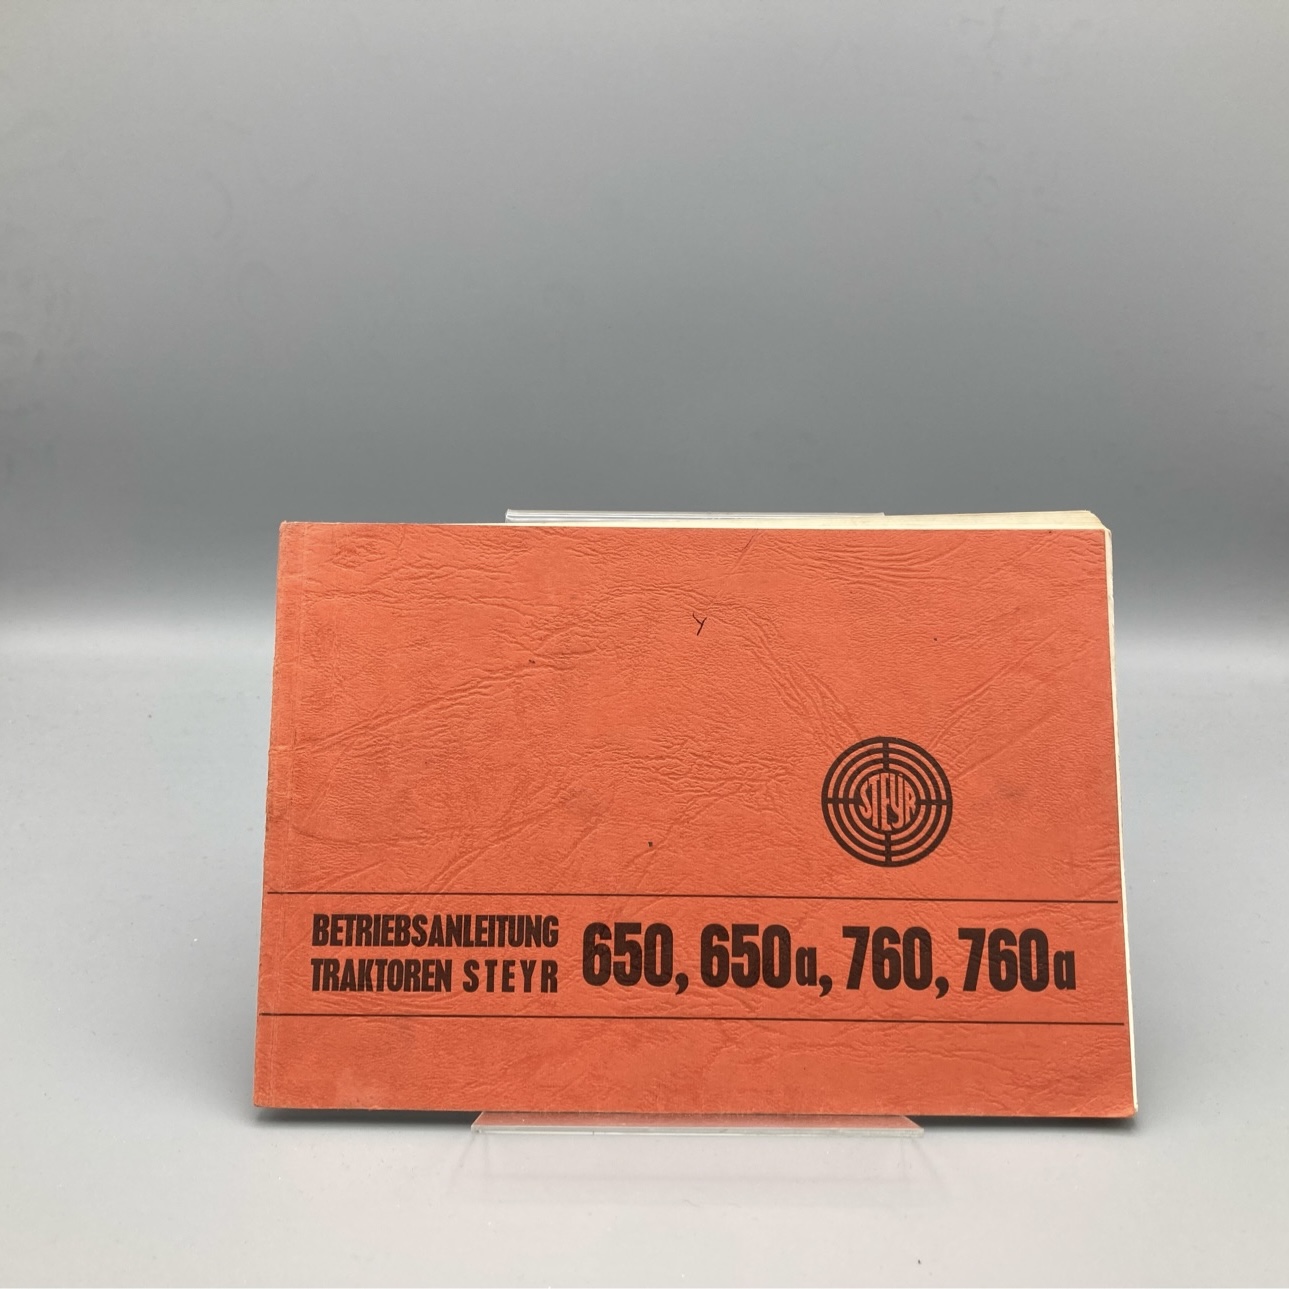 STEYR
BETRIEBSANLEITUNG
TRAKTOREN STEYR
650, 650a, 760, 760a